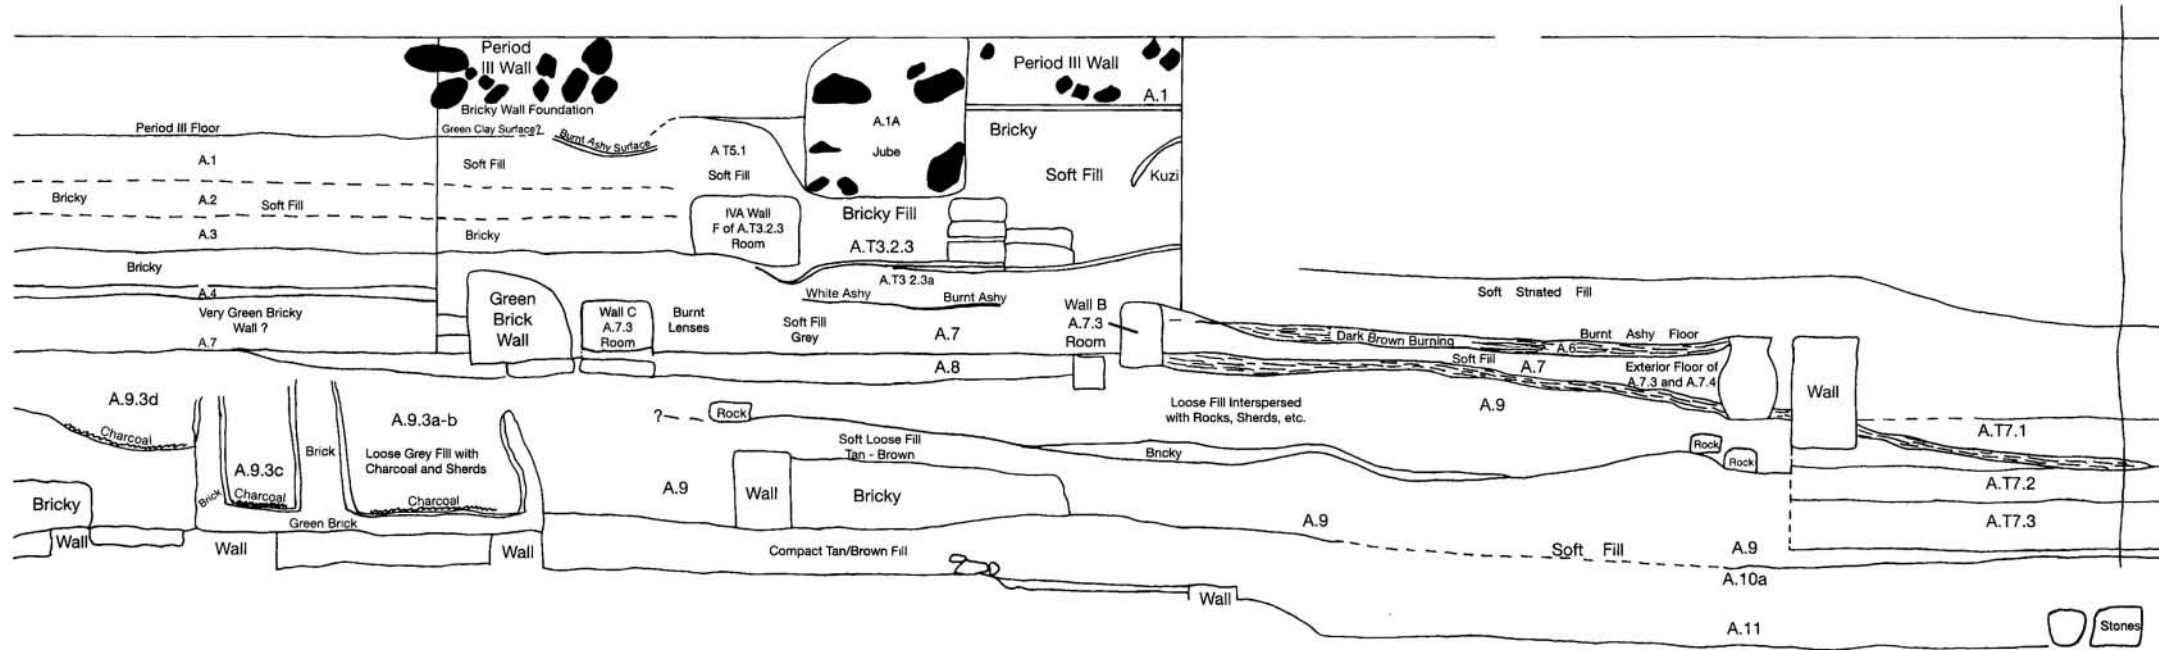 Period
III Wall
Bricky Wall Foundation
Period III Wall
A.1
Period III Floor
Green Clay Surface?
Burnt Ashy Surface
A.1A
Jube
Bricky
A.1
Soft Fill
A T5.1
Soft Fill
Soft Fill
Kuzi
Bricky
A.2
Soft Fill
A.3
Bricky
IVA Wall
F of A.T3.2.3
Room
Bricky Fill
A.T3.2.3
Bricky
A.4
Very Green Bricky
Wall ?
A.7
Green
Brick
Wall
Wall C
A.7.3
Room
Burnt
Lenses
A.T3 2.3a
White Ashy
Burnt Ashy
Soft Fill
Grey
A.7
A.8
Wall B
A.7.3
Room
Soft Striated Fill
Dark Brown Burning
A.6
Burnt Ashy Floor
Soft Fill
A.7
Exterior Floor of
A.7.3 and A.7.4
Wall
A.9.3d
Charcoal
A.9.3c
Charcoal
Brick
Brick
A.9.3a-b
Loose Grey Fill with
Charcoal and Sherds
Charcoal
Green Brick
?
Rock
Soft Loose Fill
Tan - Brown
Loose Fill Interspersed
with Rocks, Sherds, etc.
A.9
Bricky
Rock
Rock
A.T7.1
A.T7.2
A.T7.3
Bricky
Wall
Wall
Wall
A.9
Wall
Bricky
A.9
Compact Tan/Brown Fill
Soft Fill
A.9
A.10a
Wall
A.11
Stones